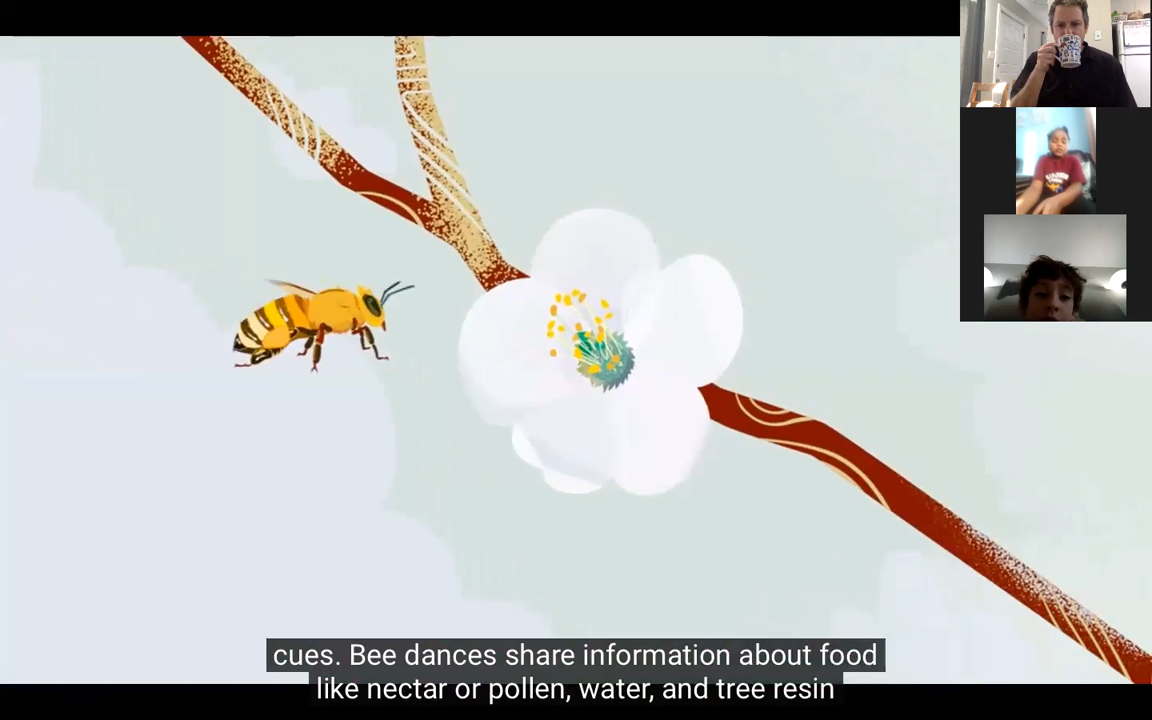 cues. Bee dances share information about food
like nectar or pollen, water, and tree resin